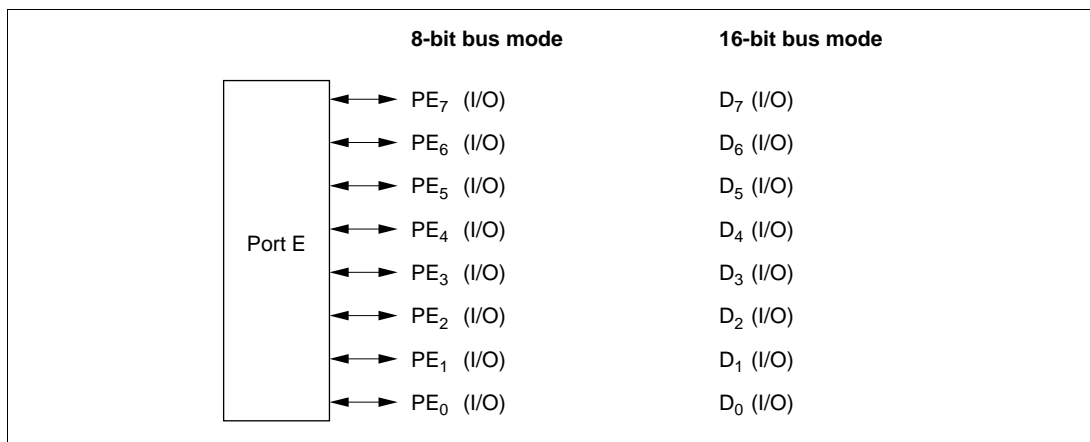 8-bit bus mode 16-bit bus mode
PE₇ (I/O) D₇ (I/O)
PE₆ (I/O) D₆ (I/O)
PE₅ (I/O) D₅ (I/O)
PE₄ (I/O) D₄ (I/O)
Port E
PE₃ (I/O) D₃ (I/O)
PE₂ (I/O) D₂ (I/O)
PE₁ (I/O) D₁ (I/O)
PE₀ (I/O) D₀ (I/O)